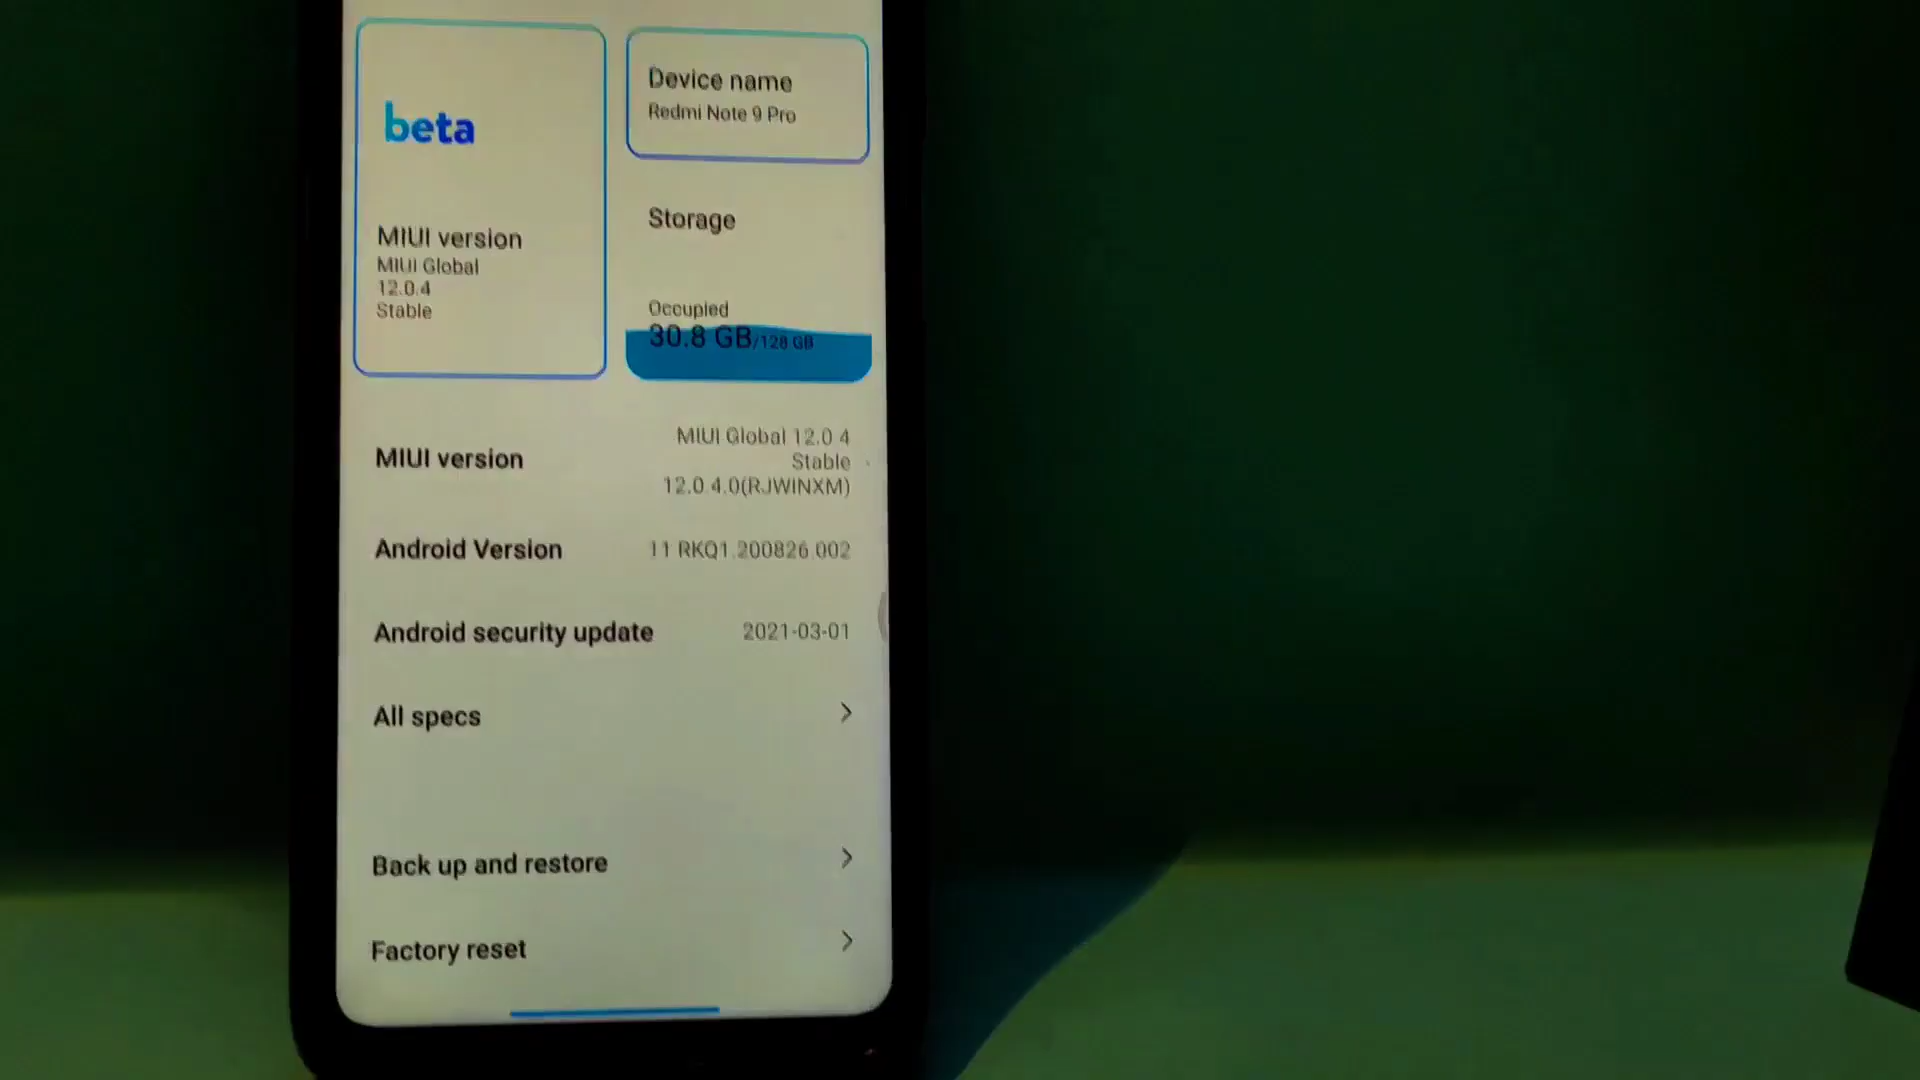 beta
MIUI version
MIUI Global
12.0.4
Stable
Device name
Redmi Note 9 Pro
Storage
Occupied
30.8 GB/128 GB
MIUI version
MIUI Global 12.0.4
Stable
12.0.4.0(RJWINXM)
Android Version
11 RKQ1.200826.002
Android security update
2021-03-01
All specs
Back up and restore
Factory reset